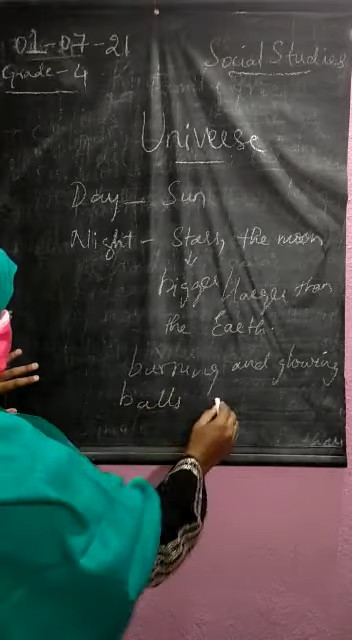 01-07-21
Social Studies
Grade-4
Universe
Day - Sun
Night - Stars, the moon
bigger/larger than
the Earth.
burning and glowing
balls